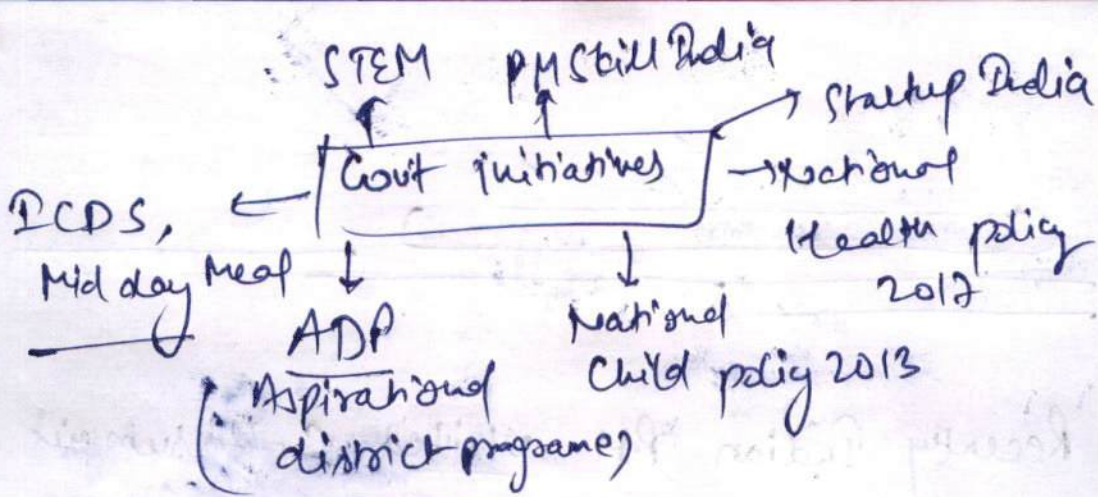 STEM PM Skill India
Startup India
Govt initiatives
National
Health policy
2017
ICDS,
Mid day Meal
ADP
(Aspirational
district programe)
National
Child policy 2013